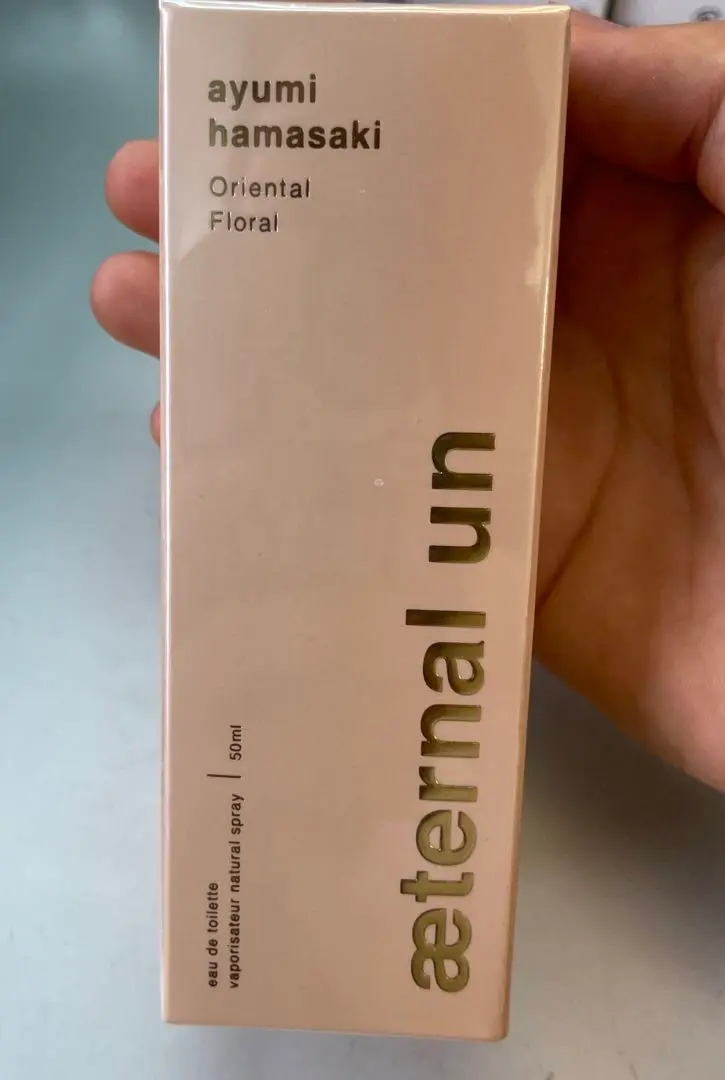 ayumi
hamasaki
Oriental
Floral
æternal un
eau de toilette
vaporisateur natural spray | 50ml